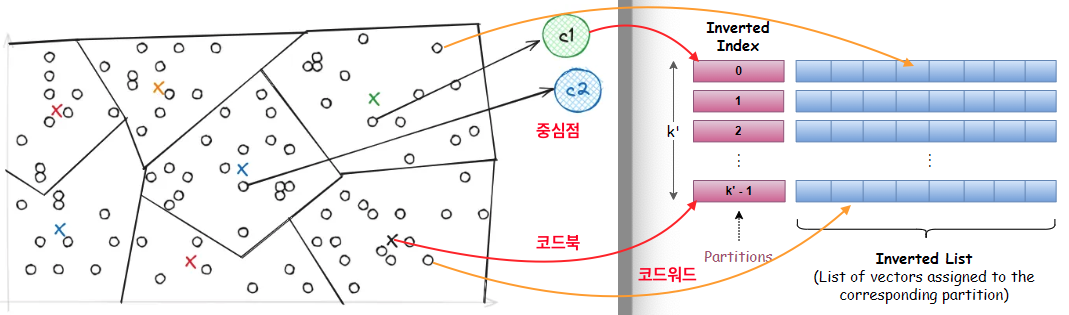 c1
c2
중심점
코드북
코드워드
Inverted
Index
0
1
2
⋮
k' - 1
k'
⋮
Partitions
Inverted List
(List of vectors assigned to the
corresponding partition)